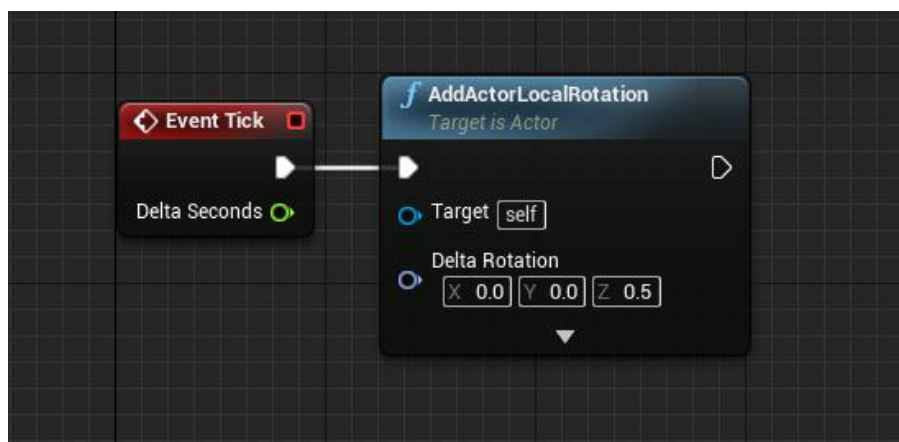 Event Tick
Delta Seconds
f AddActorLocalRotation
Target is Actor
Target self
Delta Rotation
X 0.0 Y 0.0 Z 0.5